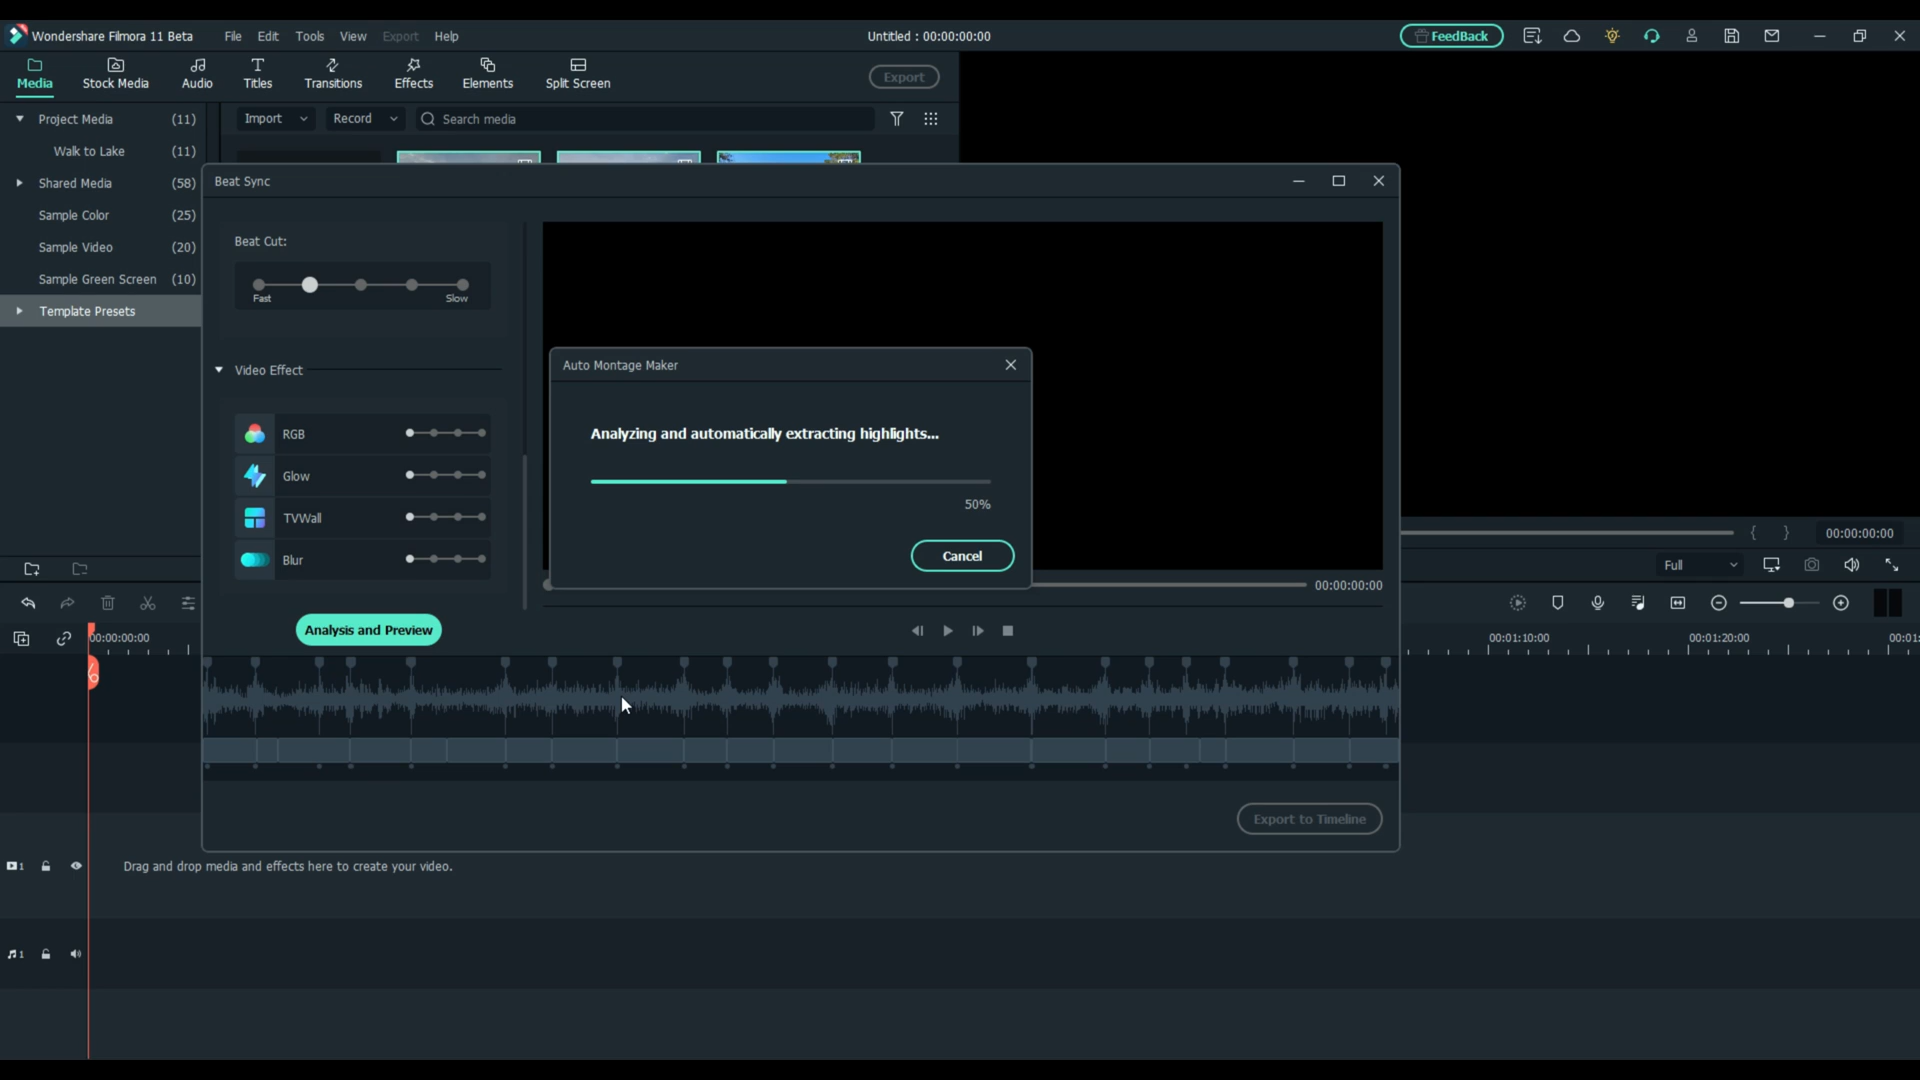 Wondershare Filmora 11 Beta File Edit Tools View Export Help Untitled : 00:00:00:00 FeedBack
Media Stock Media Audio Titles Transitions Effects Elements Split Screen Export
Project Media (11) Import Record Search media
Walk to Lake (11)
Shared Media (58) Beat Sync
Sample Color (25)
Beat Cut:
Sample Video (20)
Sample Green Screen (10)
Fast Slow
Template Presets
Auto Montage Maker
Video Effect
Analyzing and automatically extracting highlights...
RGB
Glow
50%
TVWall
00:00:00:00
Cancel
Blur
Full
00:00:00:00
Analysis and Preview
00:00:00:00 00:01:10:00 00:01:20:00 00:01:
Export to Timeline
1 Drag and drop media and effects here to create your video.
1